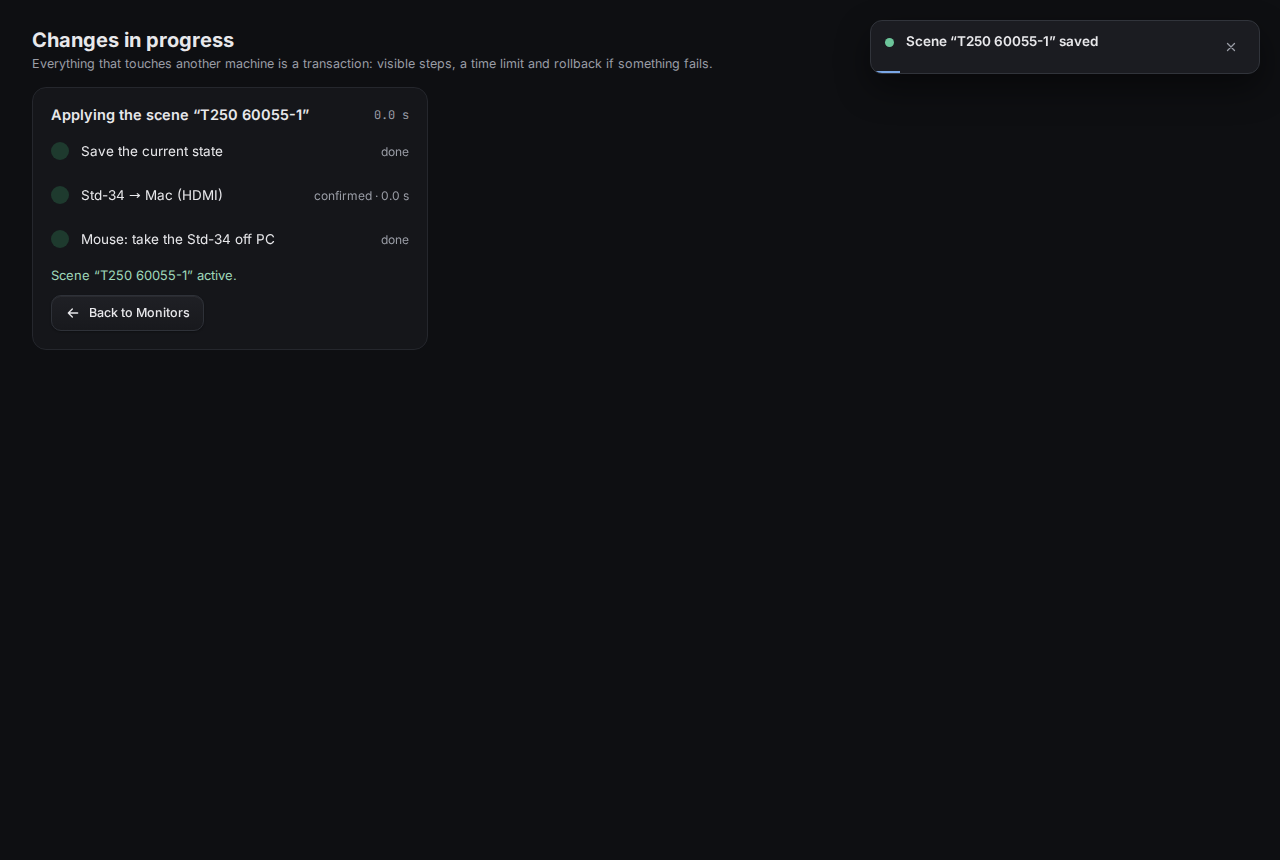 Changes in progress
Everything that touches another machine is a transaction: visible steps, a time limit and rollback if something fails.
Scene “T250 60055-1” saved
Applying the scene “T250 60055-1” 0.0 s
Save the current state done
Std-34 → Mac (HDMI) confirmed · 0.0 s
Mouse: take the Std-34 off PC done
Scene “T250 60055-1” active.
← Back to Monitors